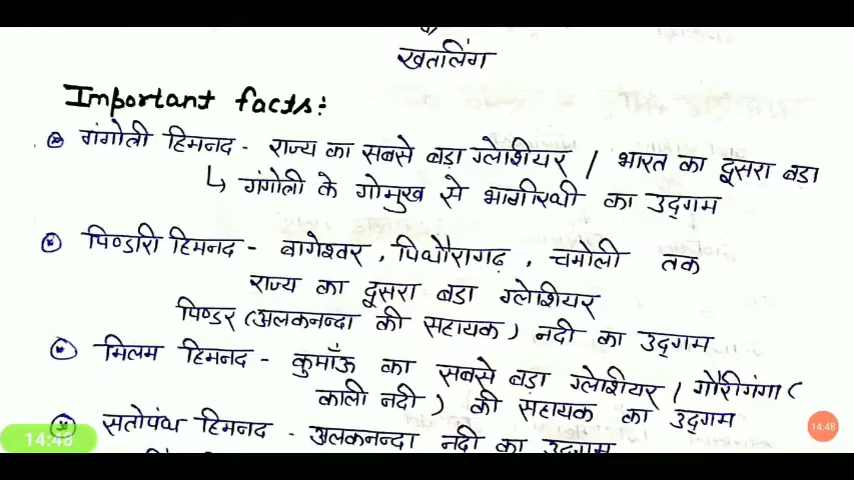 खतलिंग
Important facts:
गंगोत्री हिमनद - राज्य का सबसे बड़ा ग्लेशियर / भारत का दूसरा बड़ा
↳ गंगोत्री के गोमुख से भागीरथी का उद्गम
पिण्डारी हिमनद - बागेश्वर, पिथौरागढ़, चमोली तक
राज्य का दूसरा बड़ा ग्लेशियर
पिण्डर (अलकनन्दा की सहायक) नदी का उद्गम
मिलम हिमनद - कुमाँऊ का सबसे बड़ा ग्लेशियर / गौरीगंगा (
काली नदी) की सहायक का उद्गम
सतोपंथ हिमनद - अलकनन्दा नदी का उद्गम
14:48
14:48